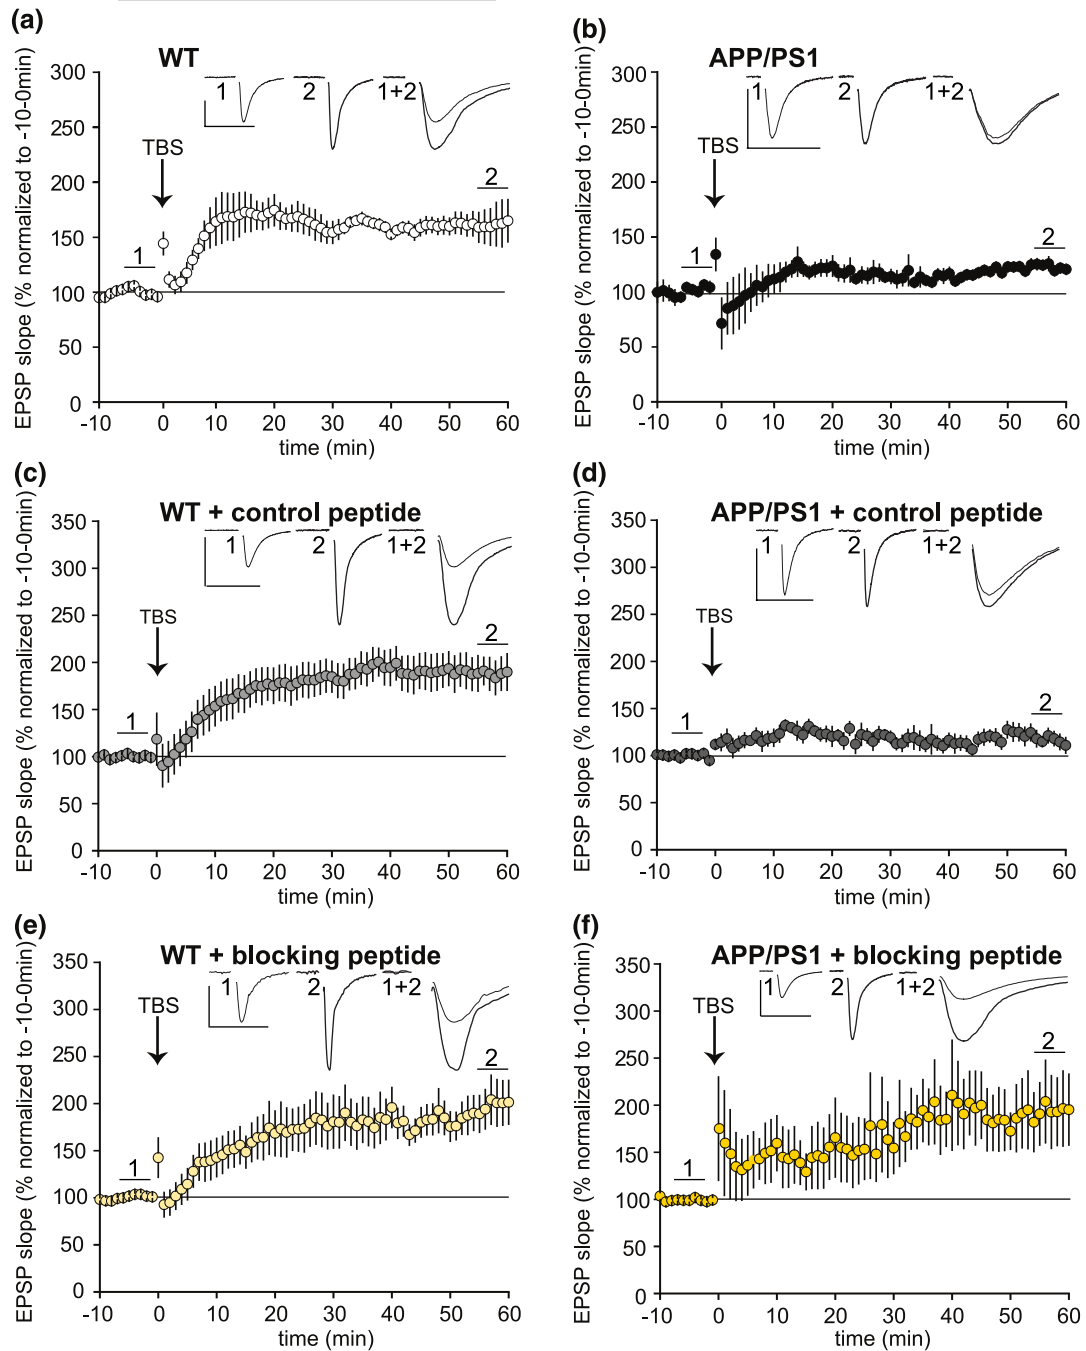 (a)
WT
EPSP slope (% normalized to -10-0min)
300
250
200
150
100
50
0
1
2
1+2
TBS
1
2
-10 0 10 20 30 40 50 60
time (min)
(b)
APP/PS1
EPSP slope (% normalized to -10-0min)
300
250
200
150
100
50
0
1
2
1+2
TBS
1
2
-10 0 10 20 30 40 50 60
time (min)
(c)
WT + control peptide
EPSP slope (% normalized to -10-0min)
350
300
250
200
150
100
50
0
1
2
1+2
TBS
1
2
-10 0 10 20 30 40 50 60
time (min)
(d)
APP/PS1 + control peptide
EPSP slope (% normalized to -10-0min)
350
300
250
200
150
100
50
0
1
2
1+2
TBS
1
2
-10 0 10 20 30 40 50 60
time (min)
(e)
WT + blocking peptide
EPSP slope (% normalized to -10-0min)
350
300
250
200
150
100
50
0
1
2
1+2
TBS
1
2
-10 0 10 20 30 40 50 60
time (min)
(f)
APP/PS1 + blocking peptide
EPSP slope (% normalized to -10-0min)
350
300
250
200
150
100
50
0
1
2
1+2
TBS
1
2
-10 0 10 20 30 40 50 60
time (min)